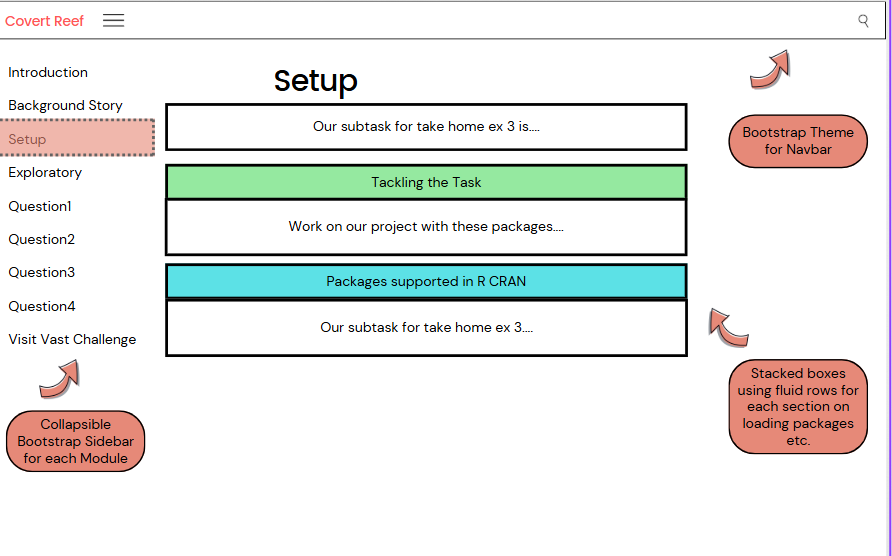 Covert Reef
Introduction
Background Story
Setup
Exploratory
Question1
Question2
Question3
Question4
Visit Vast Challenge
Collapsible
Bootstrap Sidebar
for each Module
Setup
Our subtask for take home ex 3 is....
Tackling the Task
Work on our project with these packages....
Packages supported in R CRAN
Our subtask for take home ex 3....
Bootstrap Theme
for Navbar
Stacked boxes
using fluid rows for
each section on
loading packages
etc.